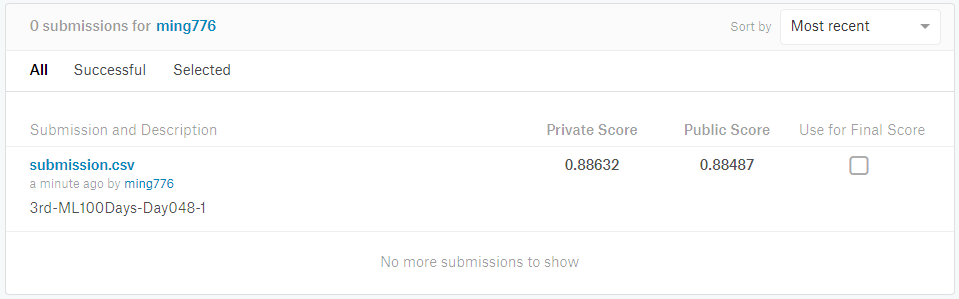 0 submissions for ming776
Sort by Most recent
All Successful Selected
Submission and Description Private Score Public Score Use for Final Score
submission.csv 0.88632 0.88487
a minute ago by ming776
3rd-ML100Days-Day048-1
No more submissions to show